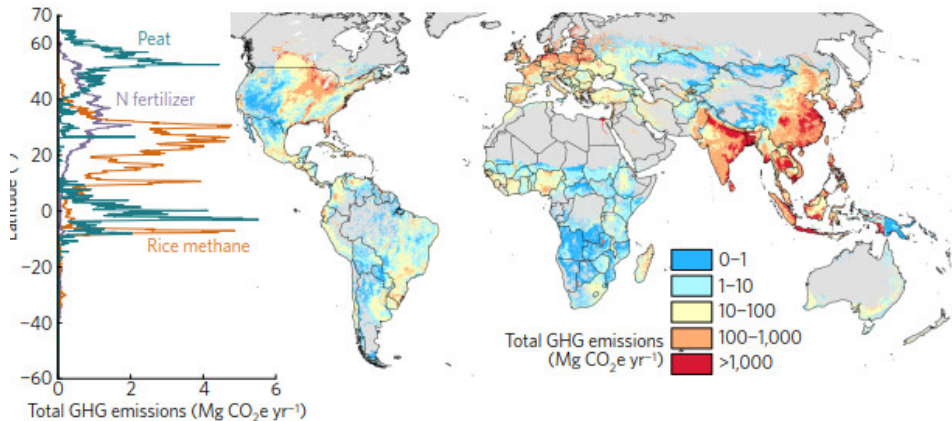 70
60
40
20
0
−20
−40
−60
Peat
N fertilizer
Rice methane
0 2 4 6
Total GHG emissions (Mg CO₂e yr⁻¹)
Total GHG emissions
(Mg CO₂e yr⁻¹)
0–1
1–10
10–100
100–1,000
>1,000